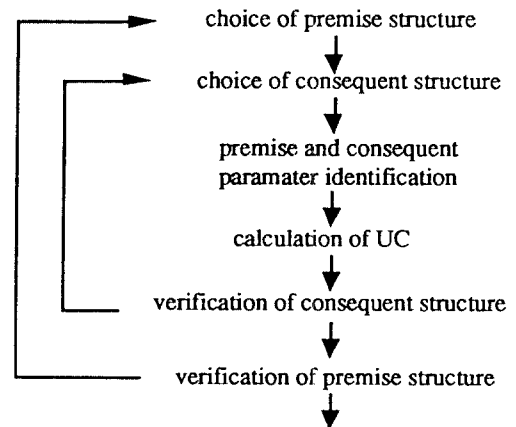 choice of premise structure
choice of consequent structure
premise and consequent
paramater identification
calculation of UC
verification of consequent structure
verification of premise structure